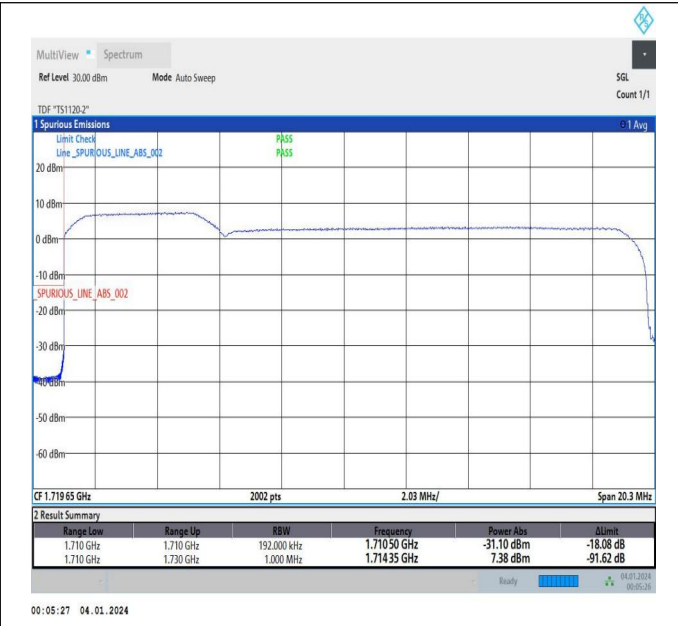 MultiView Spectrum
Ref Level 30.00 dBm Mode Auto Sweep SGL
Count 1/1
TDF "TS1120-2"
1 Spurious Emissions 1 Avg
Limit Check PASS
Line _SPURIOUS_LINE_ABS_002 PASS
20 dBm
10 dBm
0 dBm
-10 dBm
_SPURIOUS_LINE_ABS_002
-20 dBm
-30 dBm
-40 dBm
-50 dBm
-60 dBm
CF 1.719 65 GHz 2002 pts 2.03 MHz/ Span 20.3 MHz
2 Result Summary
Range Low Range Up RBW Frequency Power Abs ΔLimit
1.710 GHz 1.710 GHz 192.000 kHz 1.710 50 GHz -31.10 dBm -18.08 dB
1.710 GHz 1.730 GHz 1.000 MHz 1.714 35 GHz 7.38 dBm -91.62 dB
Ready 04.01.2024
00:05:26
00:05:27 04.01.2024